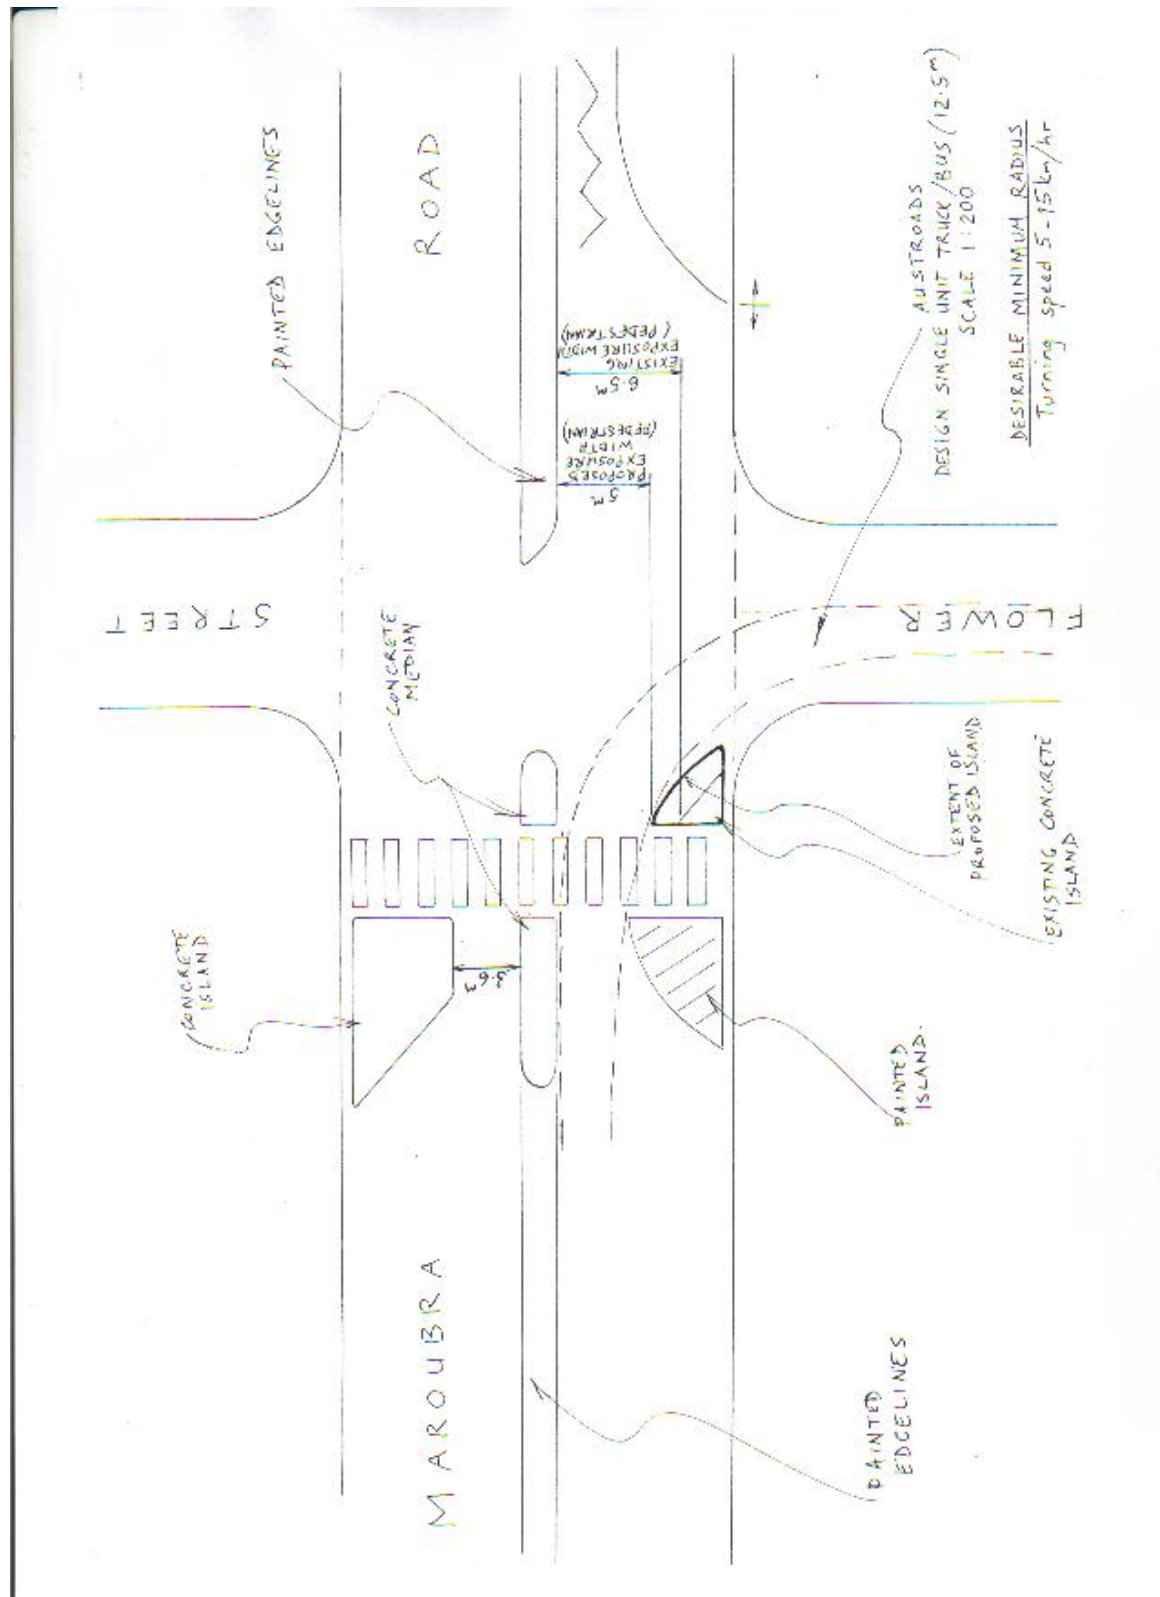 PAINTED EDGELINES
ROAD
AUSTROADS
DESIGN SINGLE UNIT TRUCK/BUS (12.5m)
SCALE 1:200
DESIRABLE MINIMUM RADIUS
Turning speed 5-15km/hr
EXISTING
EXPOSURE WIDTH
(PEDESTRIAN)
6.5m
PROPOSED
EXPOSURE
WIDTH
(PEDESTRIAN)
5m
FLOWER
STREET
CONCRETE
MEDIAN
EXTENT OF
PROPOSED ISLAND
EXISTING CONCRETE
ISLAND
CONCRETE
ISLAND
3.6m
PAINTED
ISLAND.
MAROUBRA
PAINTED
EDGELINES